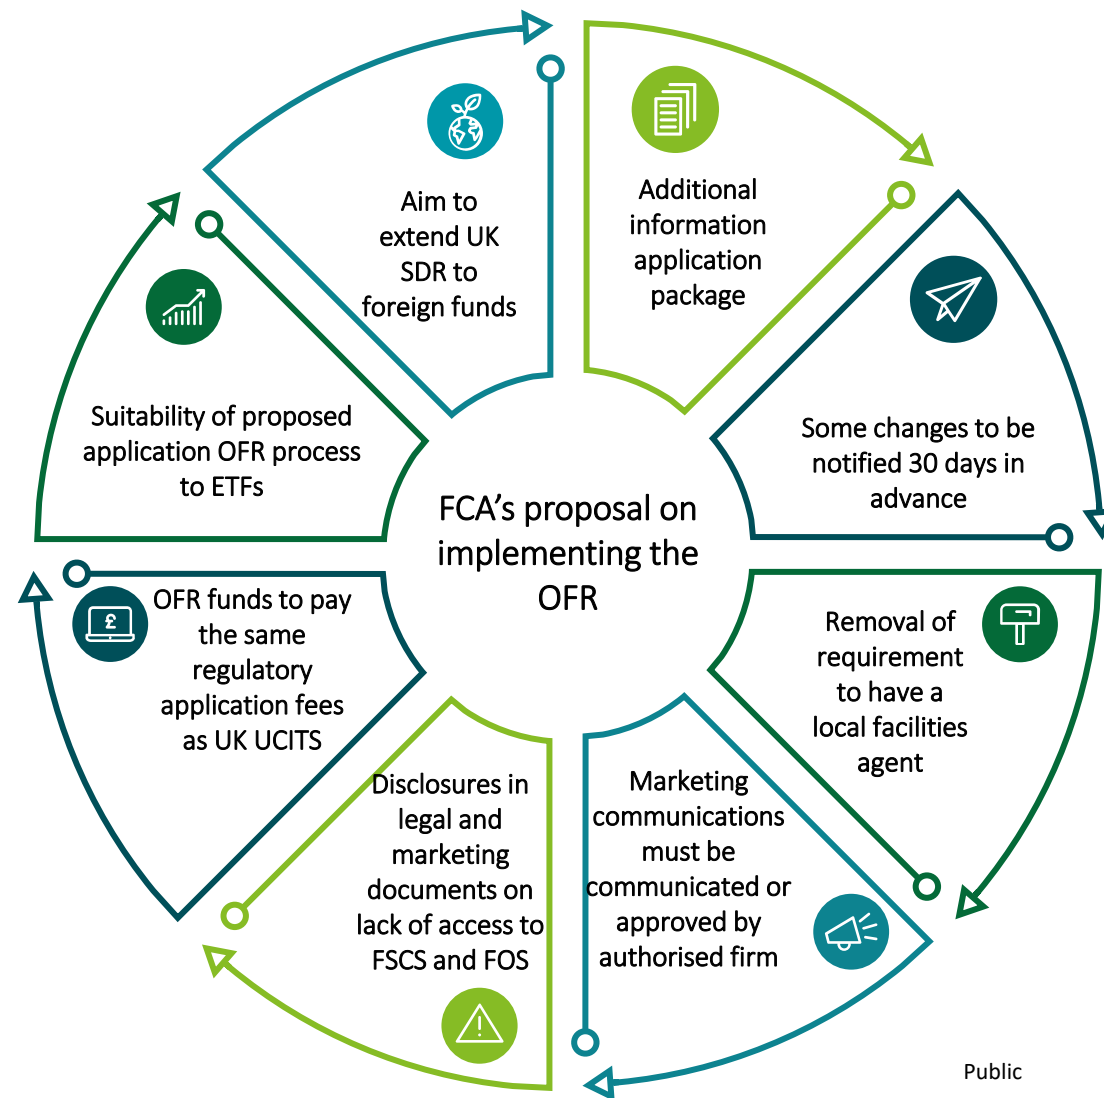 FCA’s proposal on
implementing the
OFR
Additional
information
application
package
Some changes to be
notified 30 days in
advance
Removal of
requirement
to have a
local facilities
agent
Marketing
communications
must be
communicated or
approved by
authorised firm
Disclosures in
legal and
marketing
documents on
lack of access to
FSCS and FOS
OFR funds to pay
the same
regulatory
application fees
as UK UCITS
£
Suitability of proposed
application OFR process
to ETFs
Aim to
extend UK
SDR to
foreign funds
Public